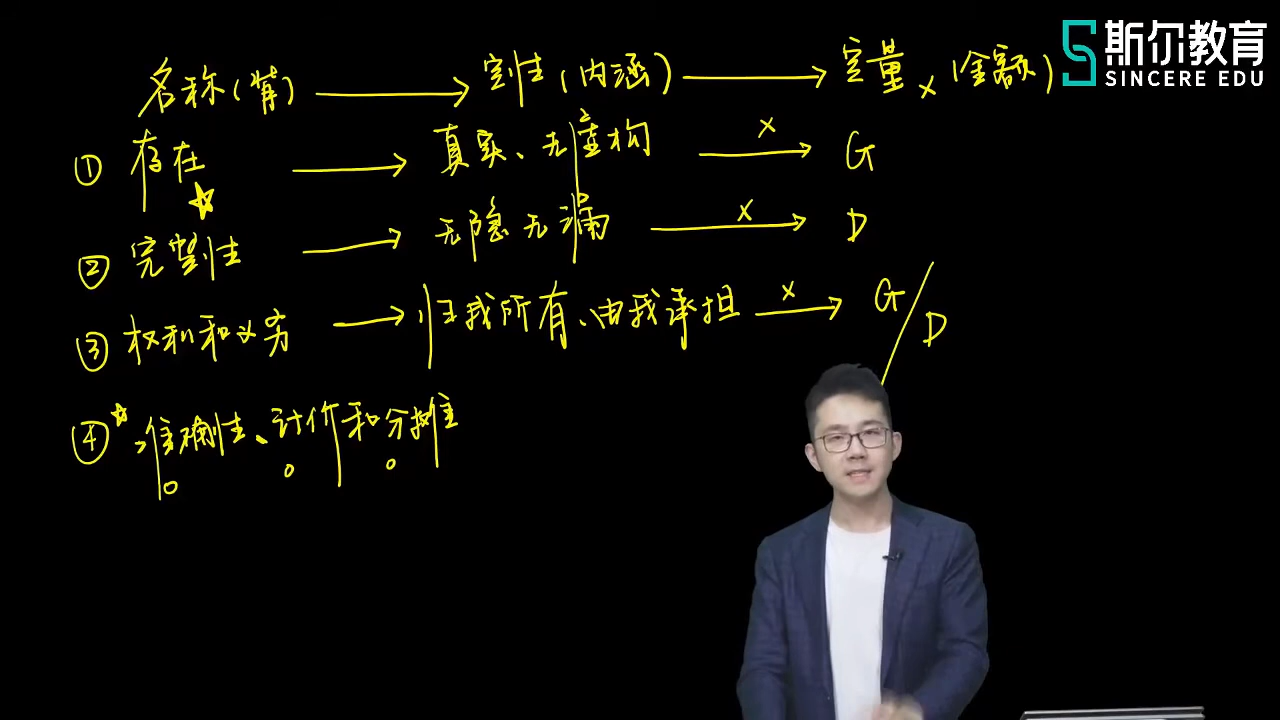 斯尔教育
SINCERE EDU
名称(背) → 定性(内涵) → 定量 x (金额)
① 存在 → 真实、无虚构 x → G
② 完整性 → 无隐无漏 x → D
③ 权利和义务 → 归我所有、由我承担 x → G/D
④ 准确性、计价和分摊